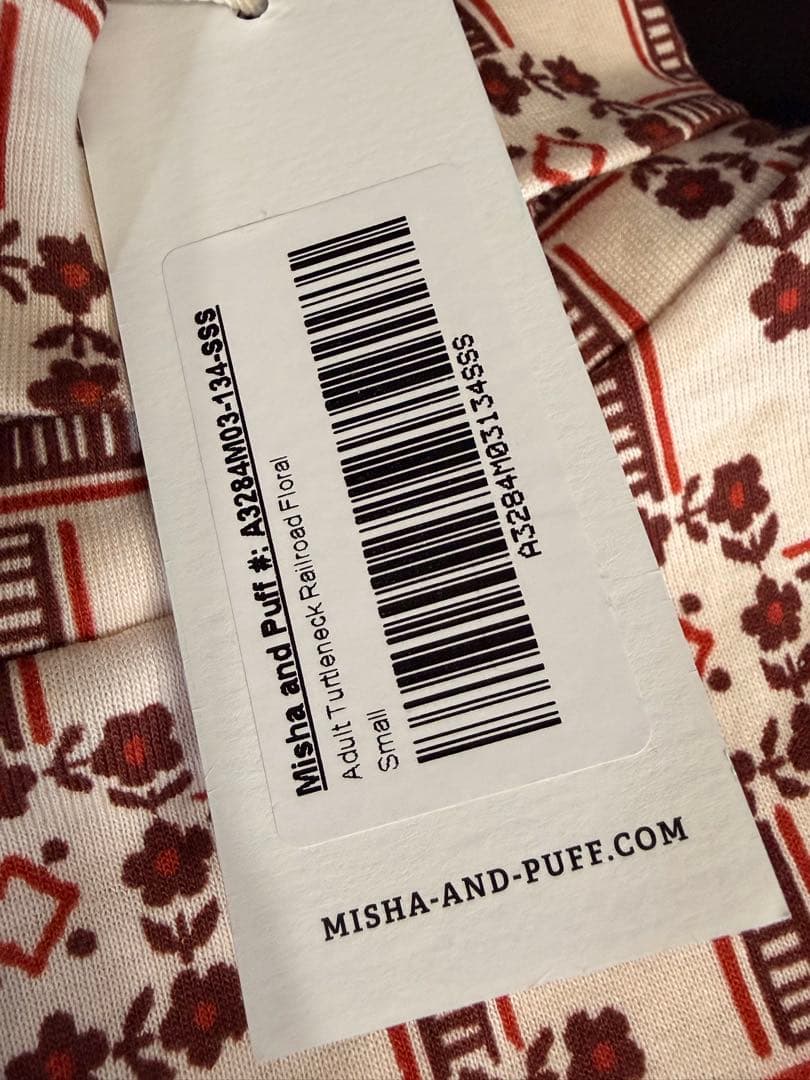 Misha and Puff #: A3284M03-134-SSS
Adult Turtleneck Railroad Floral
Small
A3284M03134SSS
MISHA-AND-PUFF.COM